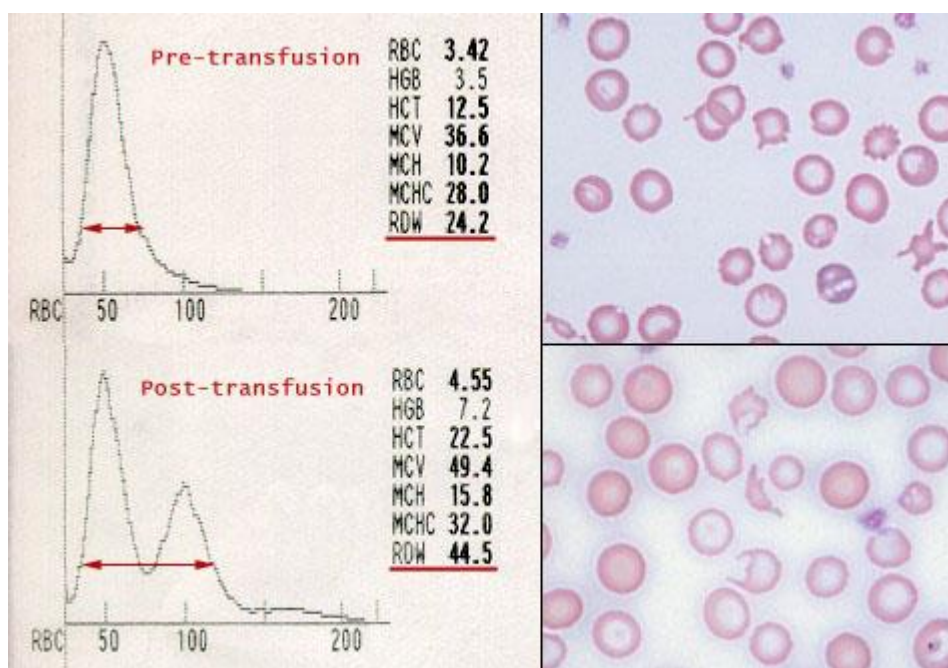 Pre-transfusion
RBC 3.42
HGB 3.5
HCT 12.5
MCV 36.6
MCH 10.2
MCHC 28.0
RDW 24.2
RBC 50 100 200
Post-transfusion
RBC 4.55
HGB 7.2
HCT 22.5
MCV 49.4
MCH 15.8
MCHC 32.0
RDW 44.5
RBC 50 100 200